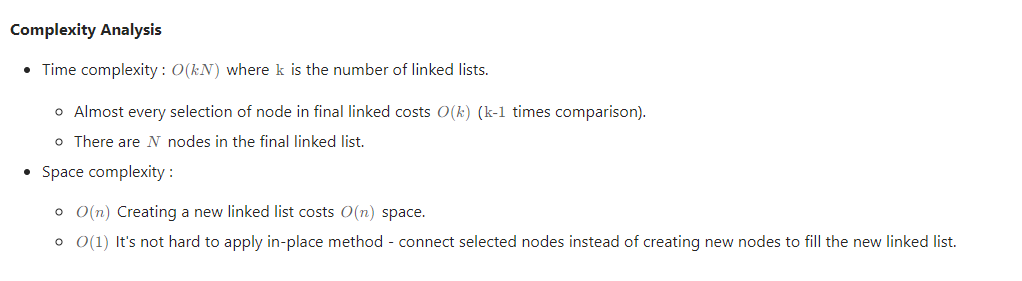 Complexity Analysis
• Time complexity : O(kN) where k is the number of linked lists.
◦ Almost every selection of node in final linked costs O(k) (k-1 times comparison).
◦ There are N nodes in the final linked list.
• Space complexity :
◦ O(n) Creating a new linked list costs O(n) space.
◦ O(1) It's not hard to apply in-place method - connect selected nodes instead of creating new nodes to fill the new linked list.